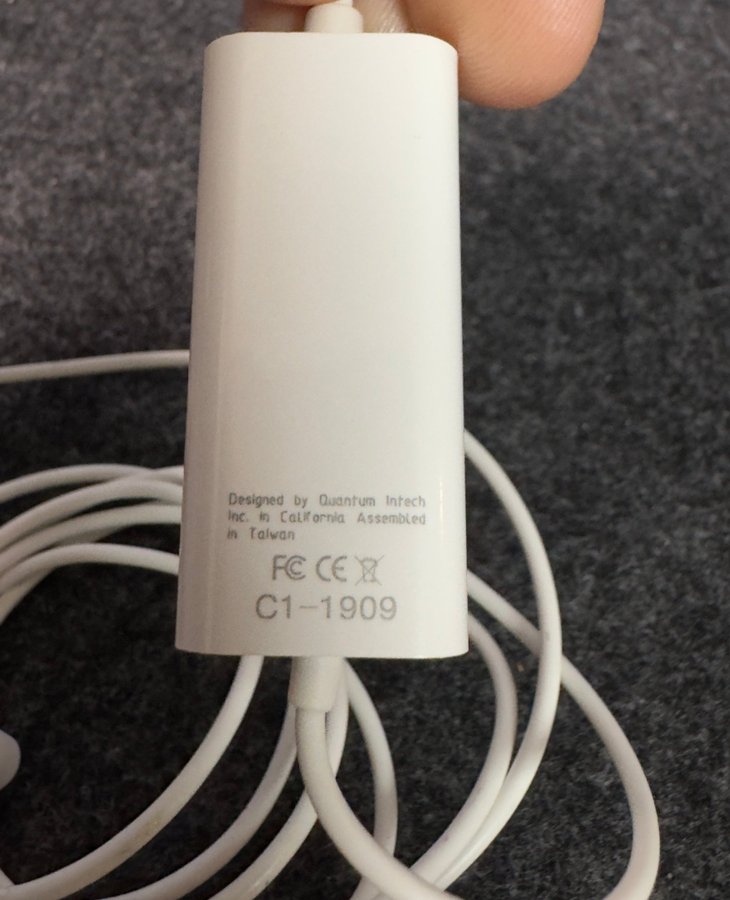 Designed by Quantum Intech
Inc. in California Assembled
in Taiwan
FC CE
C1-1909